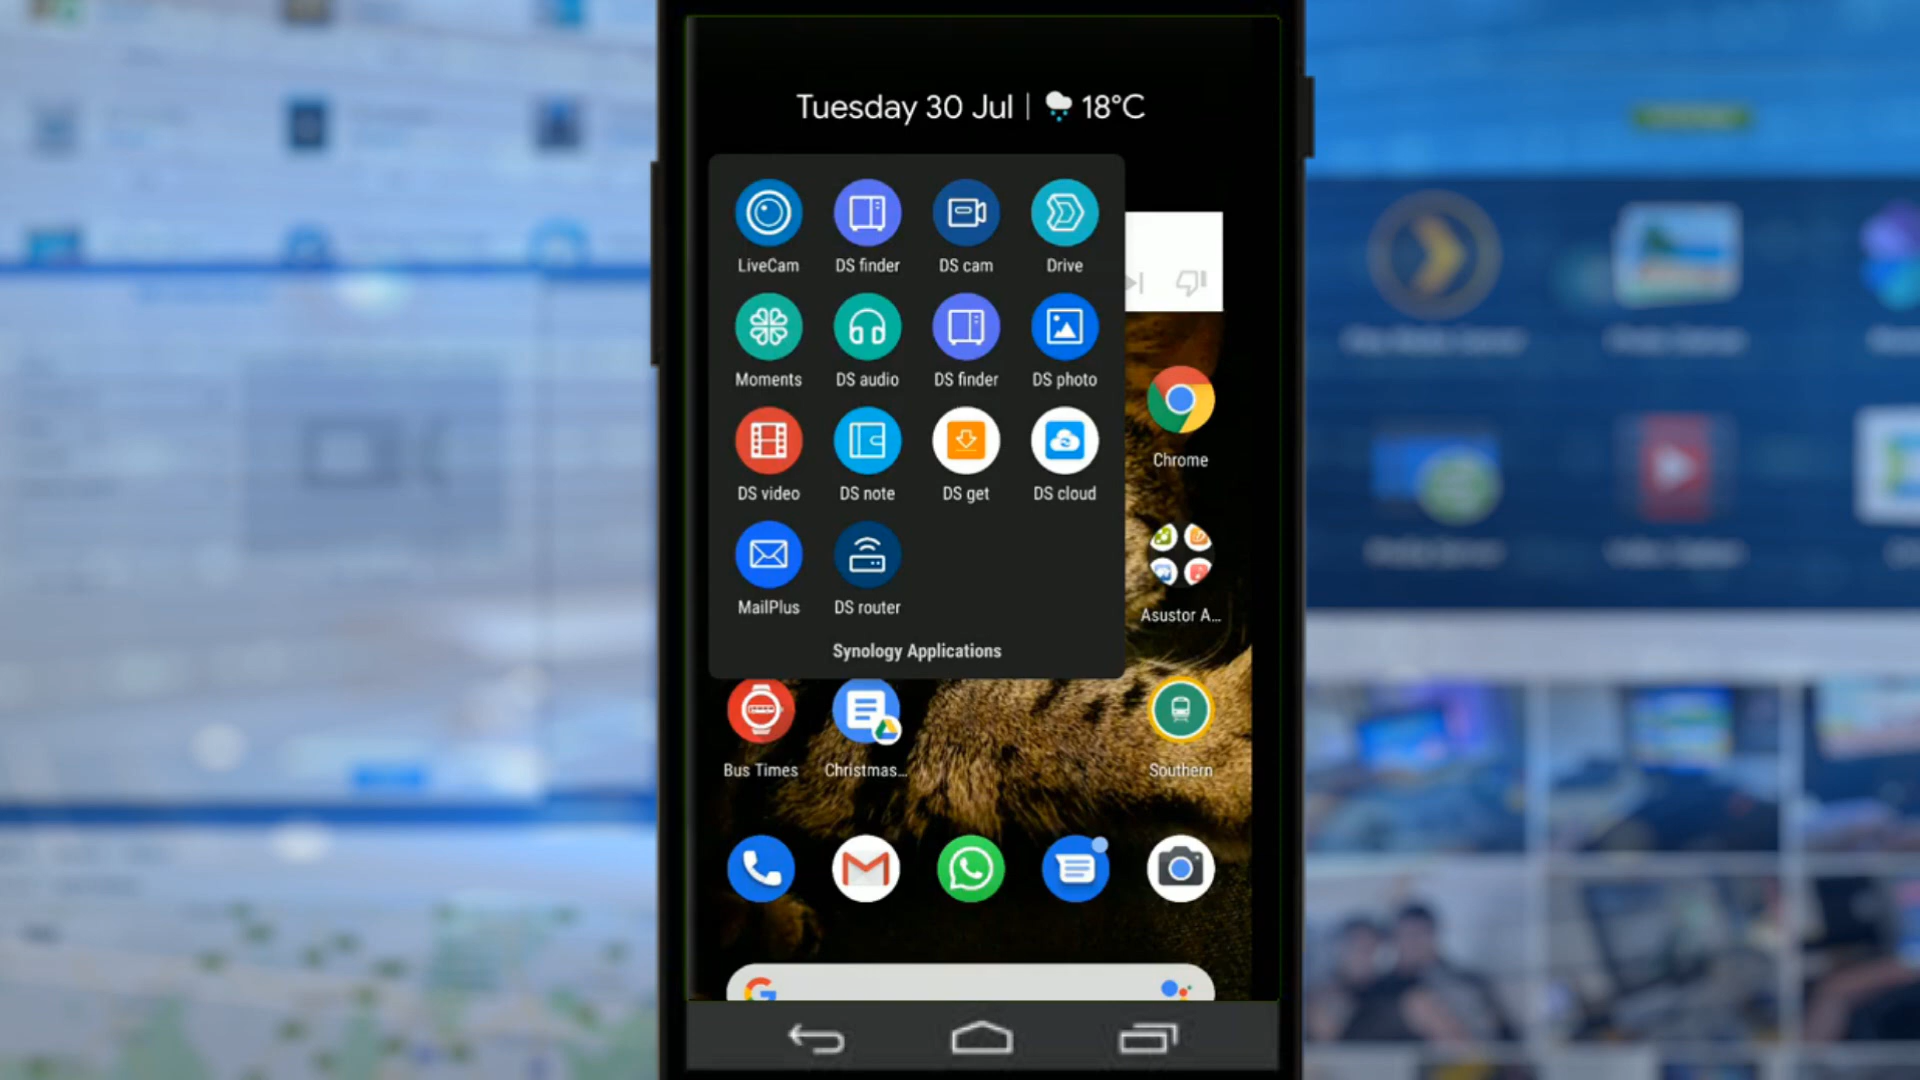 Tuesday 30 Jul | 18°C
LiveCam DS finder DS cam Drive
Moments DS audio DS finder DS photo
DS video DS note DS get DS cloud
Chrome
MailPlus DS router
Asustor A...
Synology Applications
Bus Times Christmas... Southern